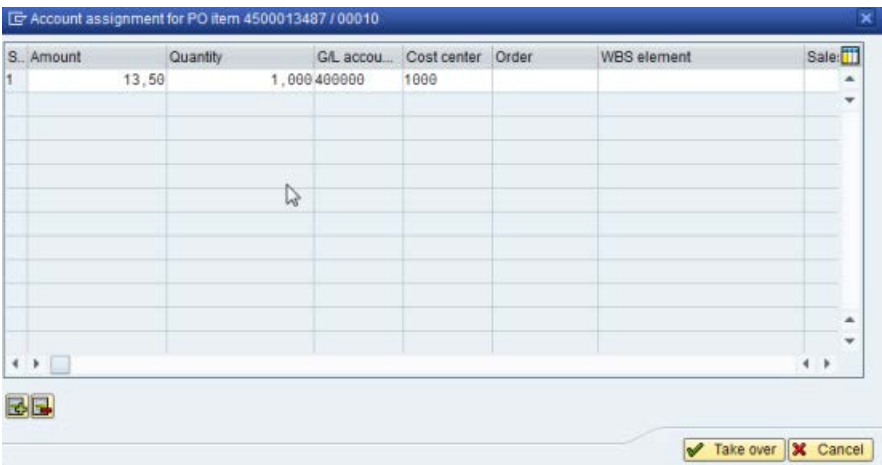 Account assignment for PO item 4500013487 / 00010
S.. Amount Quantity G/L accou... Cost center Order WBS element Sale
1 13,50 1,000 400000 1000
Take over Cancel